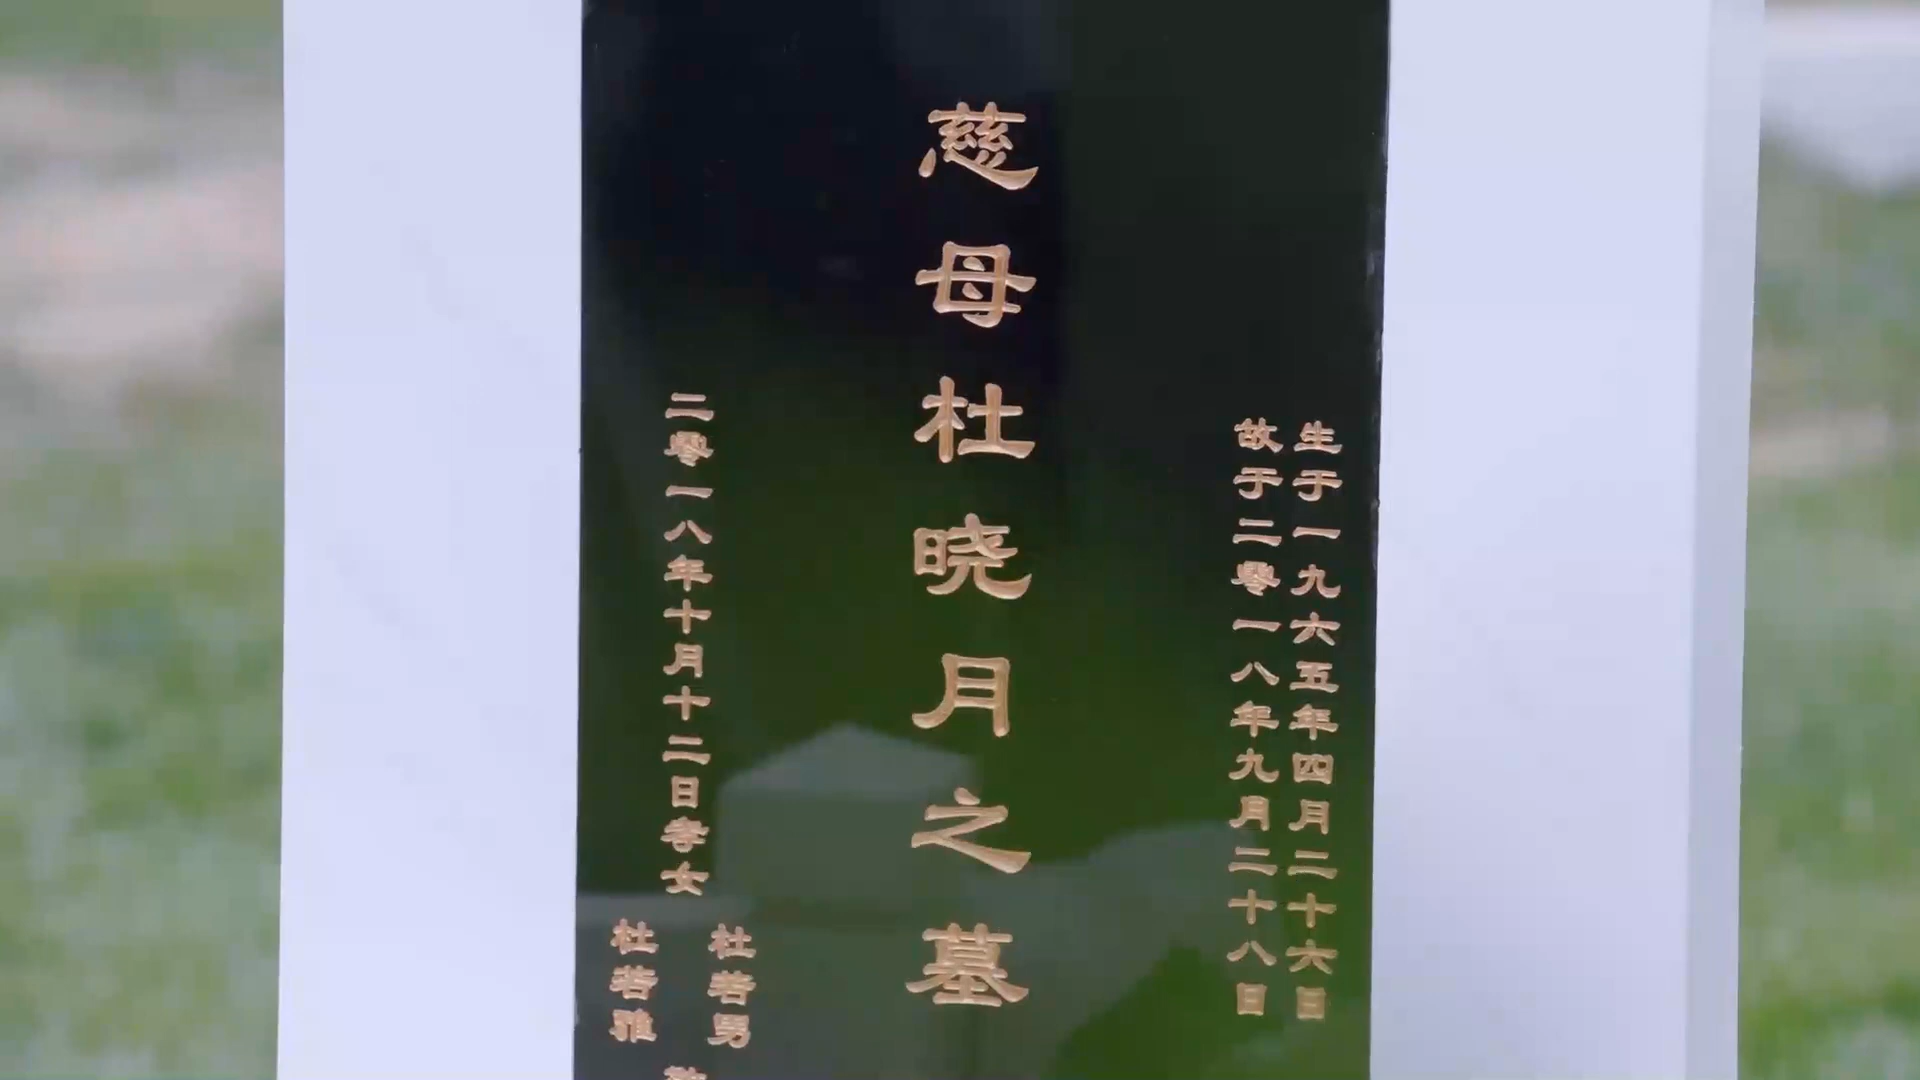 生于一九六五年四月二十六日
故于二零一八年九月二十八日
慈母杜晓月之墓
二零一八年十月十二日孝女
杜若男
杜若雅